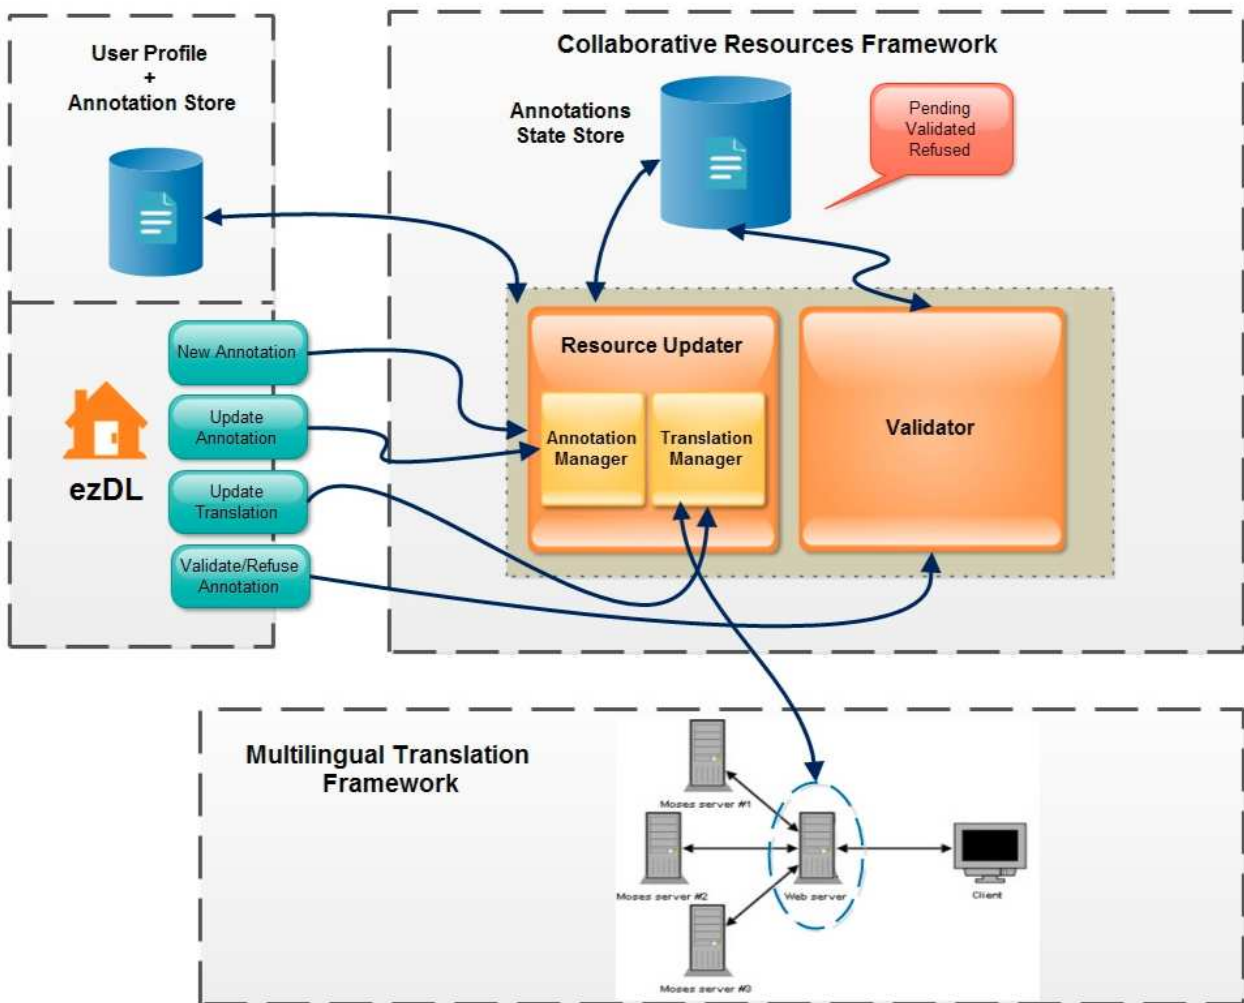 User Profile
+
Annotation Store
Collaborative Resources Framework
Annotations
State Store
Pending
Validated
Refused
New Annotation
Update
Annotation
Update
Translation
Validate/Refuse
Annotation
ezDL
Resource Updater
Annotation
Manager
Translation
Manager
Validator
Multilingual Translation
Framework
Moses server #1
Moses server #2
Web server
Client
Moses server #3